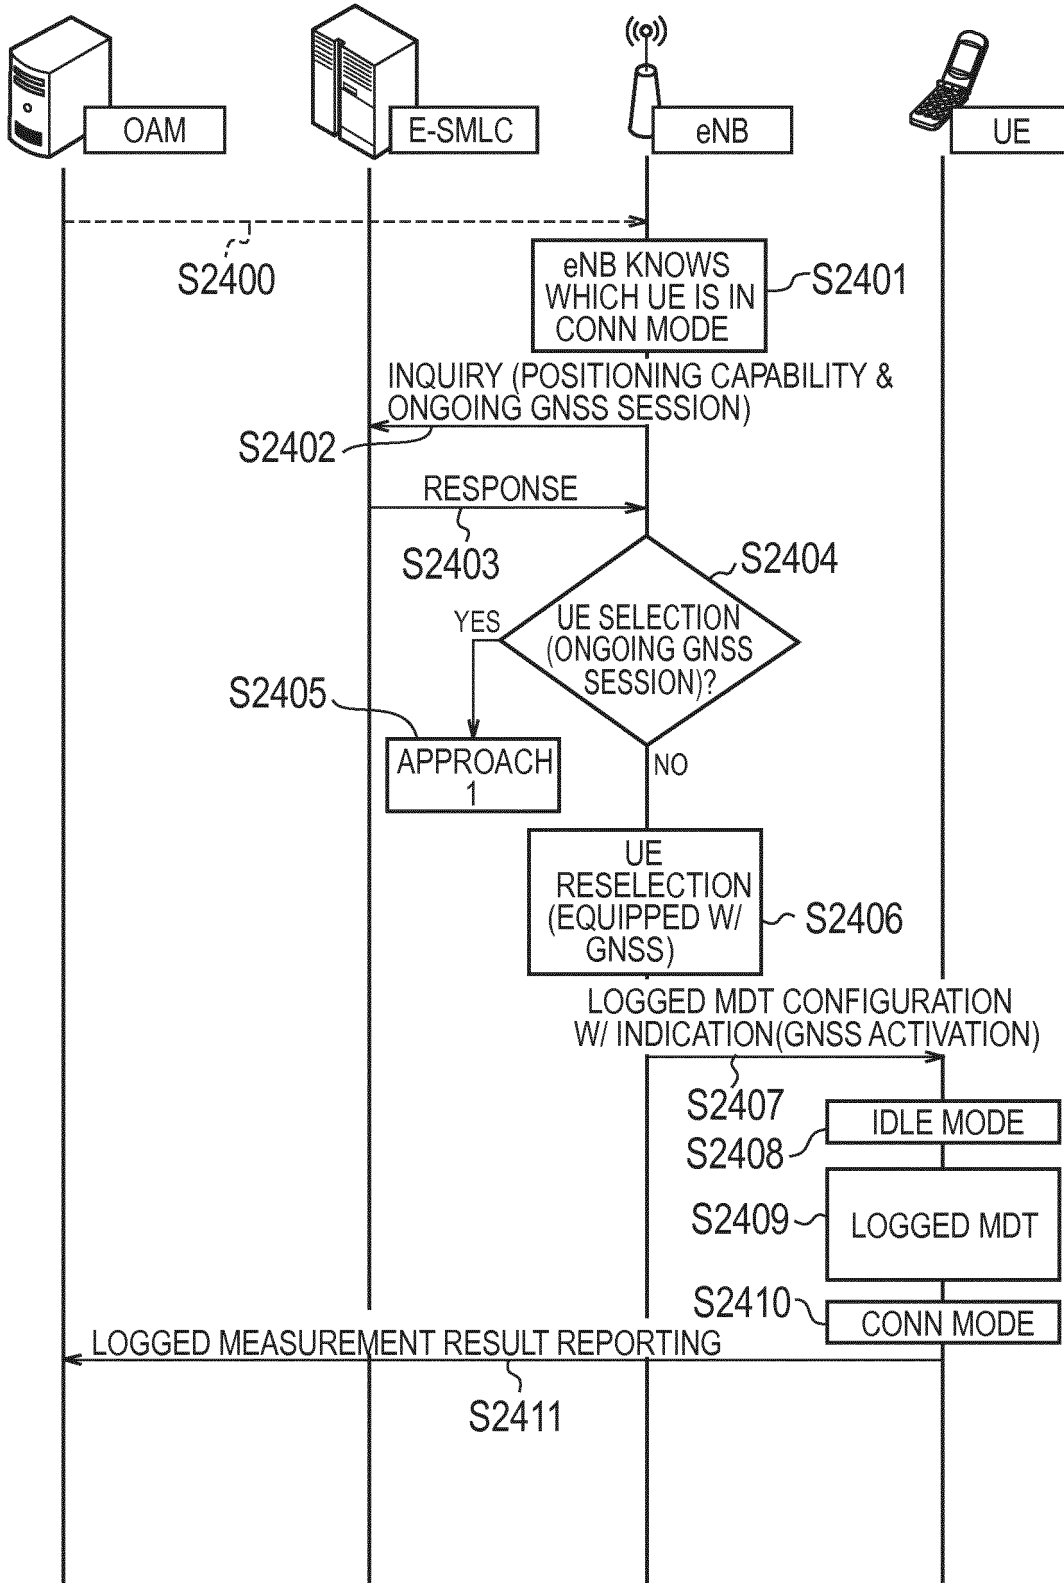 OAM
E-SMLC
eNB
UE
S2400
eNB KNOWS
WHICH UE IS IN
CONN MODE
S2401
INQUIRY (POSITIONING CAPABILITY &
ONGOING GNSS SESSION)
S2402
RESPONSE
S2403
S2404
UE SELECTION
(ONGOING GNSS
SESSION)?
YES
S2405
APPROACH
1
NO
UE
RESELECTION
(EQUIPPED W/
GNSS)
S2406
LOGGED MDT CONFIGURATION
W/ INDICATION(GNSS ACTIVATION)
S2407
IDLE MODE
S2408
LOGGED MDT
S2409
S2410
CONN MODE
LOGGED MEASUREMENT RESULT REPORTING
S2411